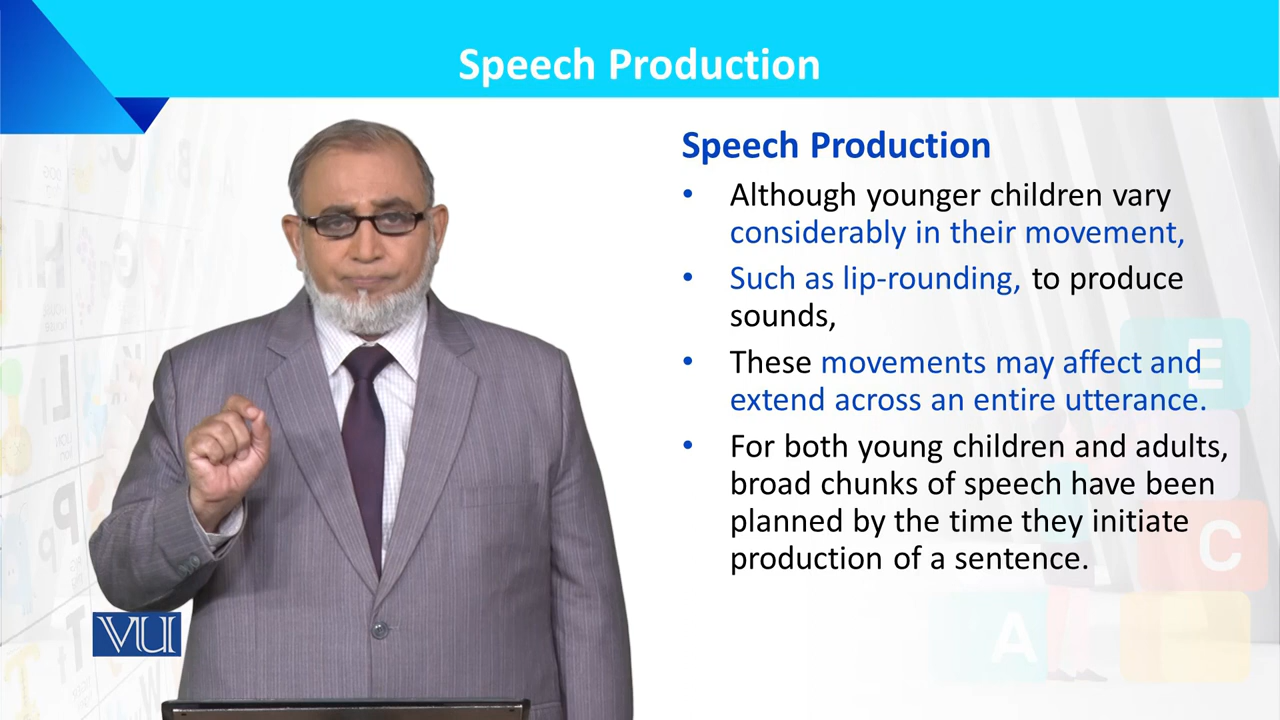 Speech Production
Speech Production
• Although younger children vary
considerably in their movement,
• Such as lip-rounding, to produce
sounds,
• These movements may affect and
extend across an entire utterance.
• For both young children and adults,
broad chunks of speech have been
planned by the time they initiate
production of a sentence.
VU
E
C
A